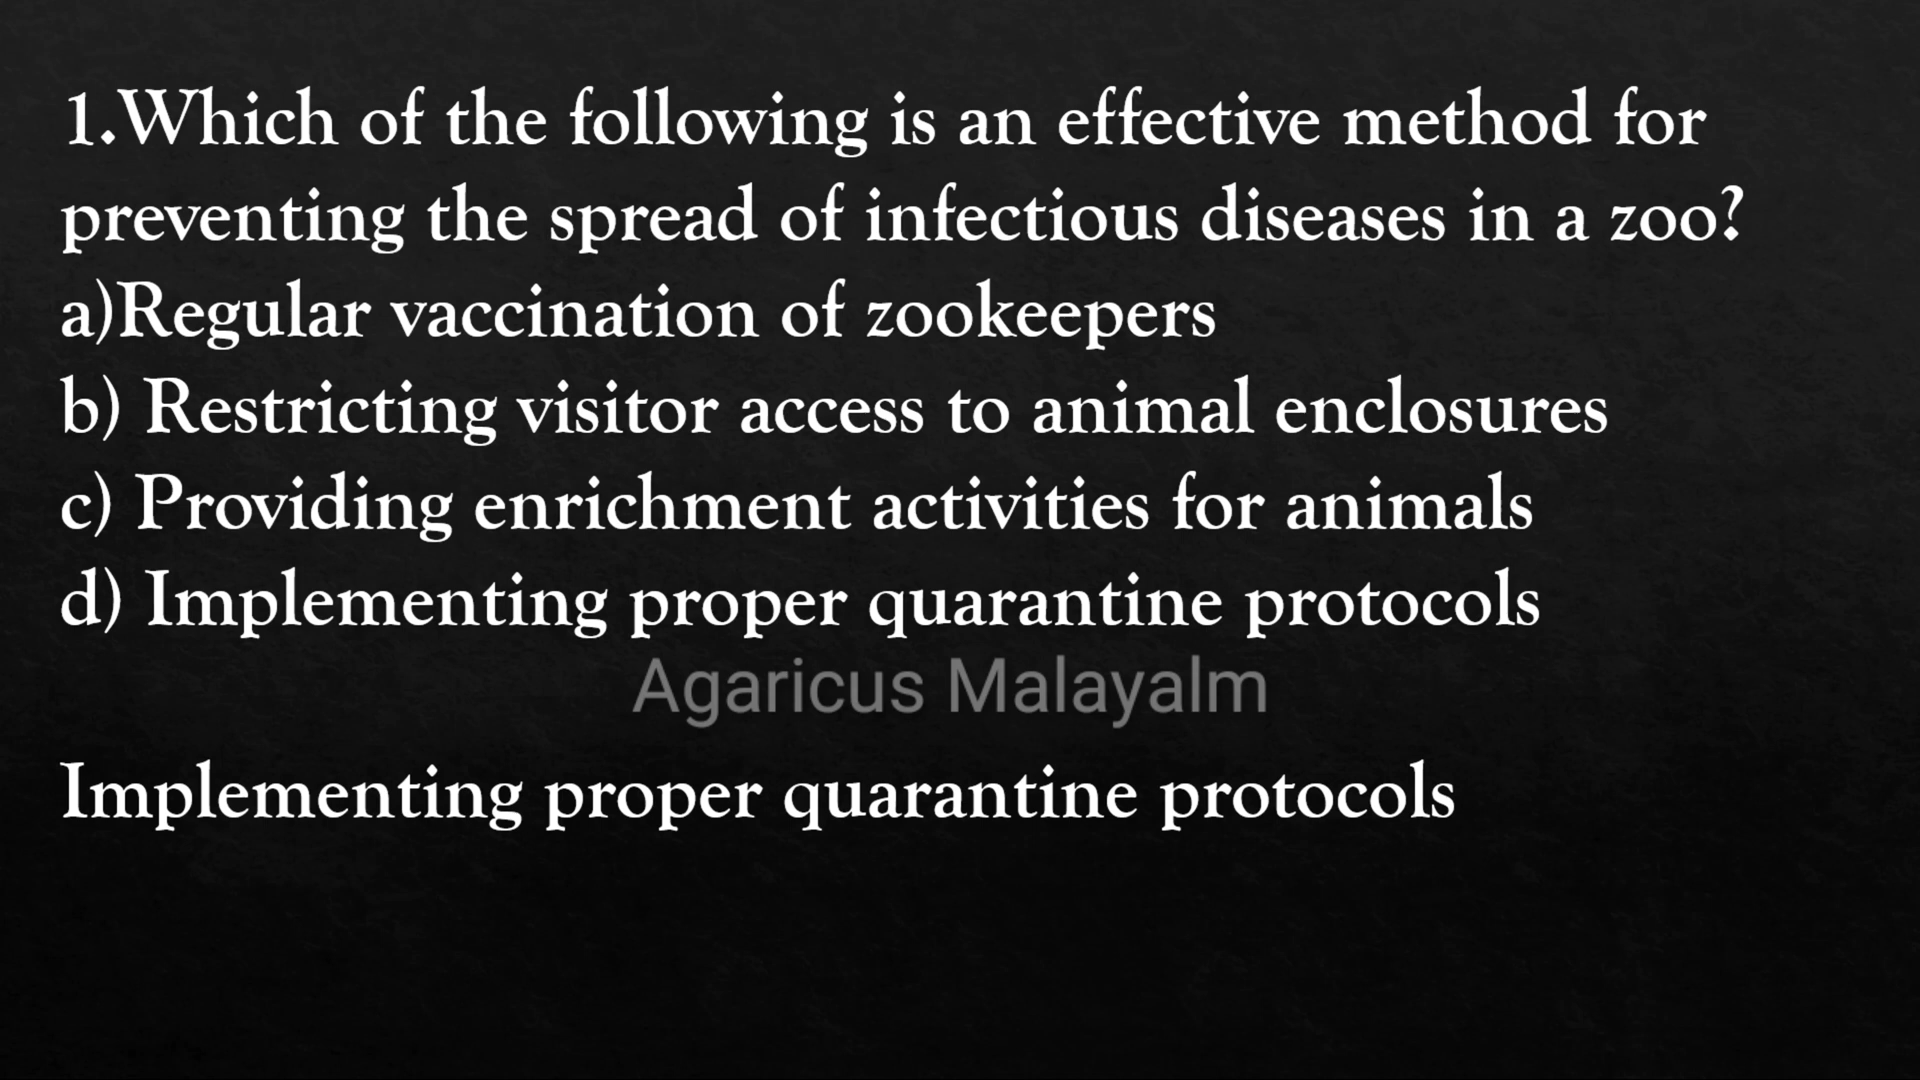 1.Which of the following is an effective method for
preventing the spread of infectious diseases in a zoo?
a)Regular vaccination of zookeepers
b) Restricting visitor access to animal enclosures
c) Providing enrichment activities for animals
d) Implementing proper quarantine protocols
Agaricus Malayalm
Implementing proper quarantine protocols